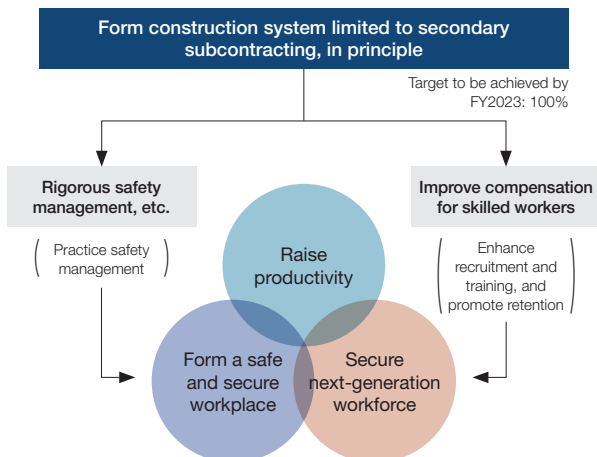 Form construction system limited to secondary
subcontracting, in principle
Target to be achieved by
FY2023: 100%
Rigorous safety
management, etc.
(Practice safety
management)
Improve compensation
for skilled workers
(Enhance
recruitment and
training, and
promote retention)
Raise
productivity
Form a safe
and secure
workplace
Secure
next-generation
workforce